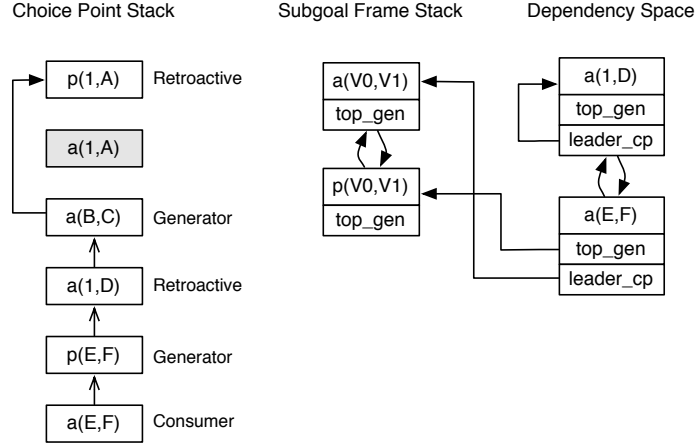 Choice Point Stack
Subgoal Frame Stack
Dependency Space
p(1,A)
Retroactive
a(1,A)
a(B,C)
Generator
a(1,D)
Retroactive
p(E,F)
Generator
a(E,F)
Consumer
a(V0,V1)
top_gen
p(V0,V1)
top_gen
a(1,D)
top_gen
leader_cp
a(E,F)
top_gen
leader_cp